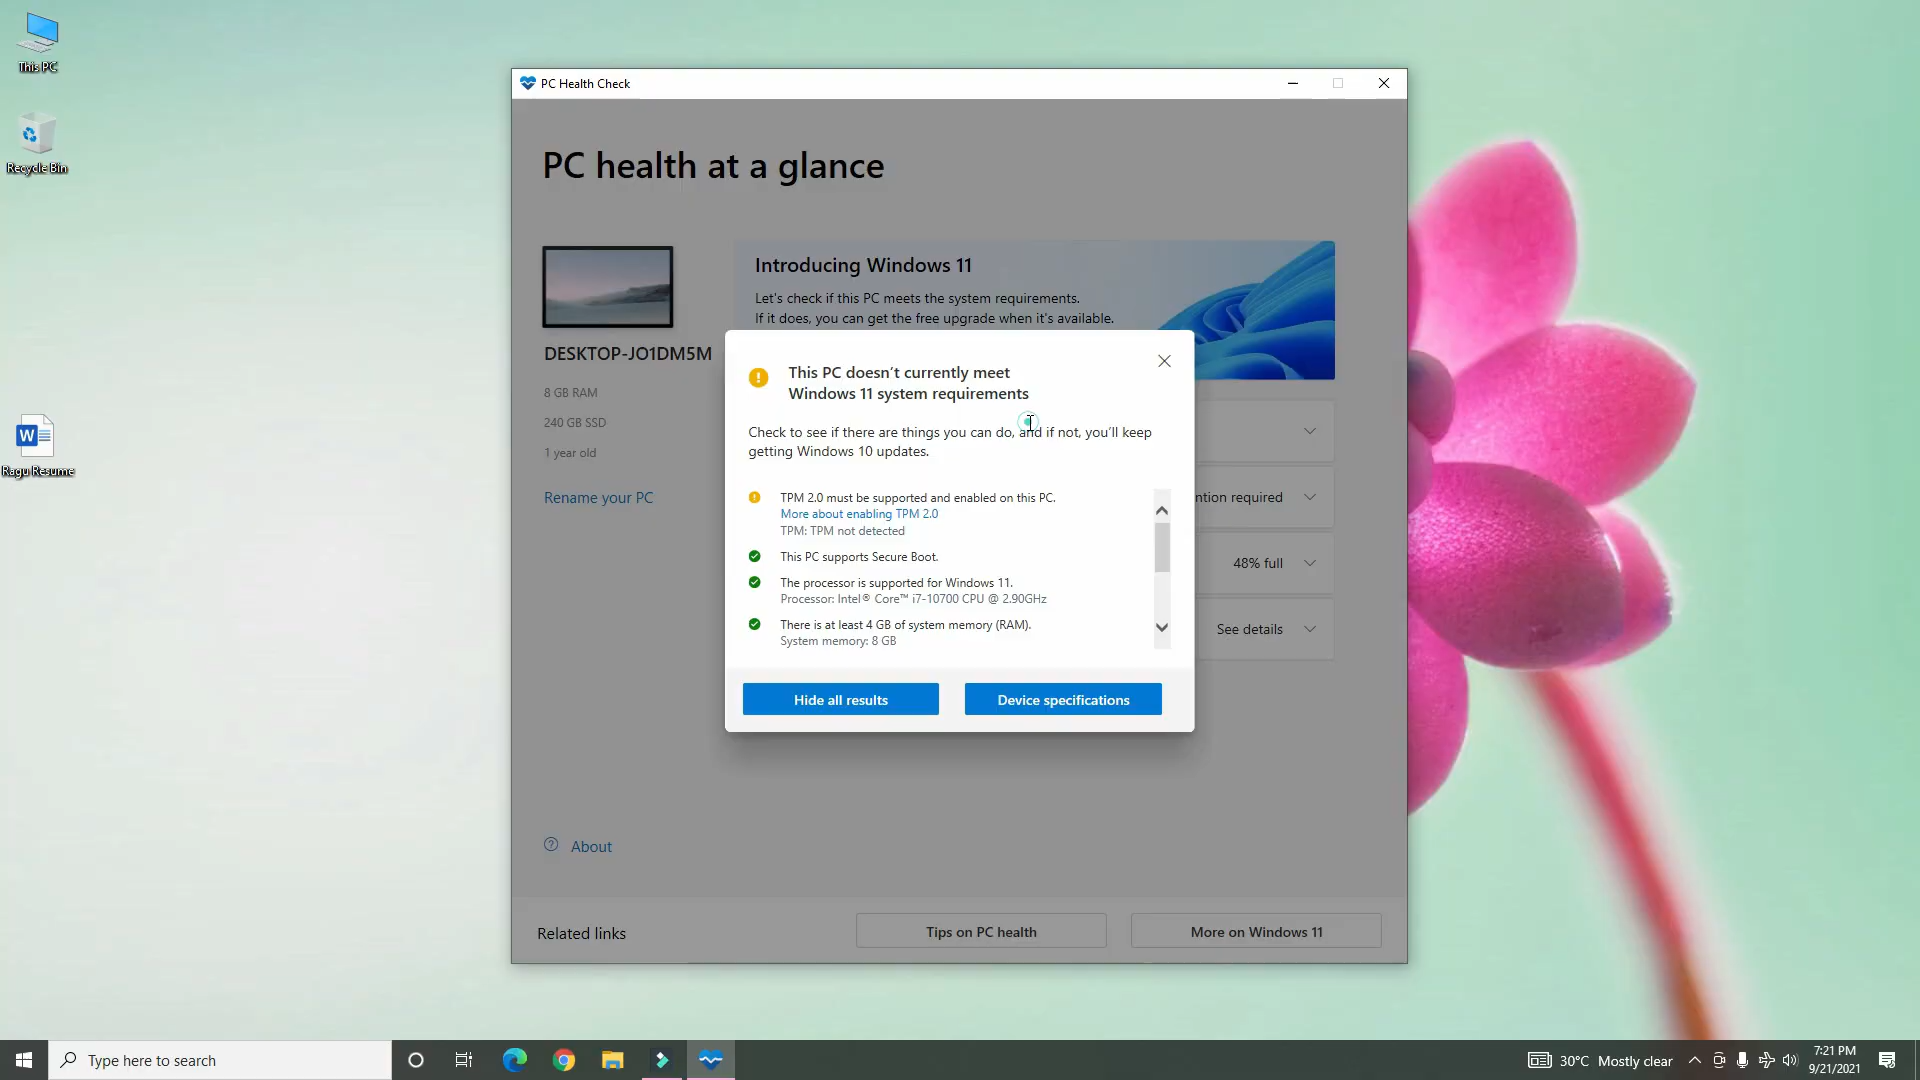 This PC
Recycle Bin
Ragu Resume
PC Health Check
PC health at a glance
DESKTOP-JO1DM5M
8 GB RAM
240 GB SSD
1 year old
Rename your PC
Introducing Windows 11
Let's check if this PC meets the system requirements.
If it does, you can get the free upgrade when it's available.
This PC doesn't currently meet
Windows 11 system requirements
Check to see if there are things you can do, and if not, you'll keep
getting Windows 10 updates.
TPM 2.0 must be supported and enabled on this PC.
More about enabling TPM 2.0
TPM: TPM not detected
This PC supports Secure Boot.
The processor is supported for Windows 11.
Processor: Intel® Core™ i7-10700 CPU @ 2.90GHz
There is at least 4 GB of system memory (RAM).
System memory: 8 GB
Hide all results
Device specifications
required
48% full
See details
About
Related links
Tips on PC health
More on Windows 11
Type here to search
30°C Mostly clear
7:21 PM
9/21/2021